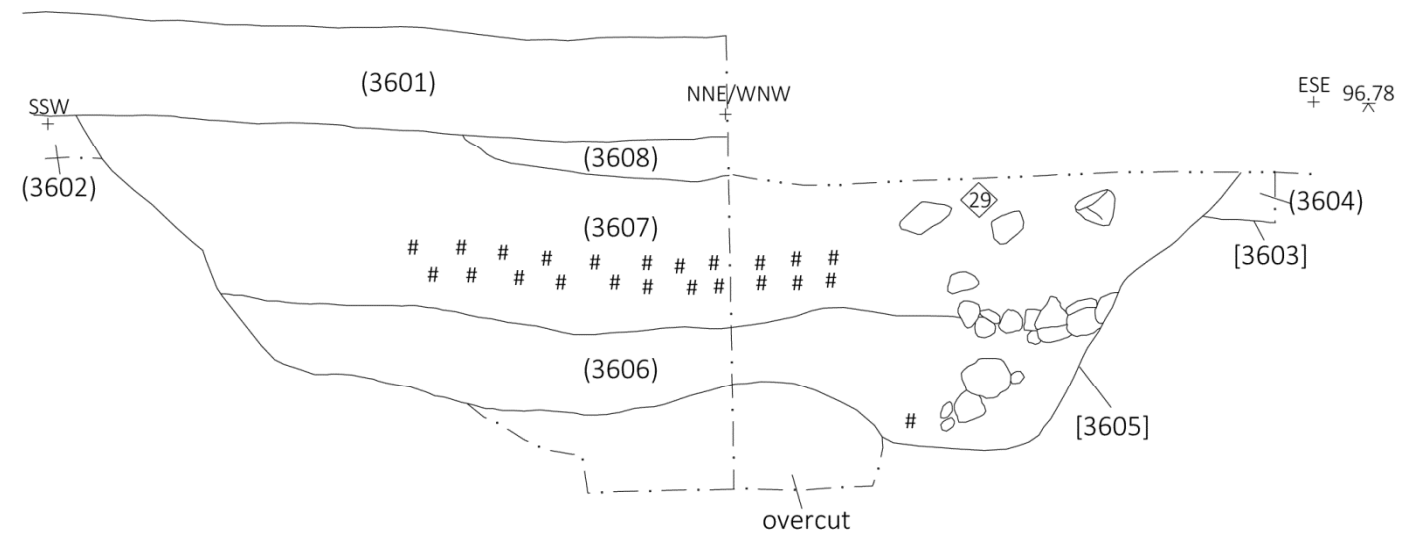 (3601)
SSW
NNE/WNW
ESE 96.78
(3602)
(3608)
29
(3604)
(3607)
[3603]
# # # # # # # # # # #
# # # # # # # # # # #
(3606)
#
[3605]
overcut